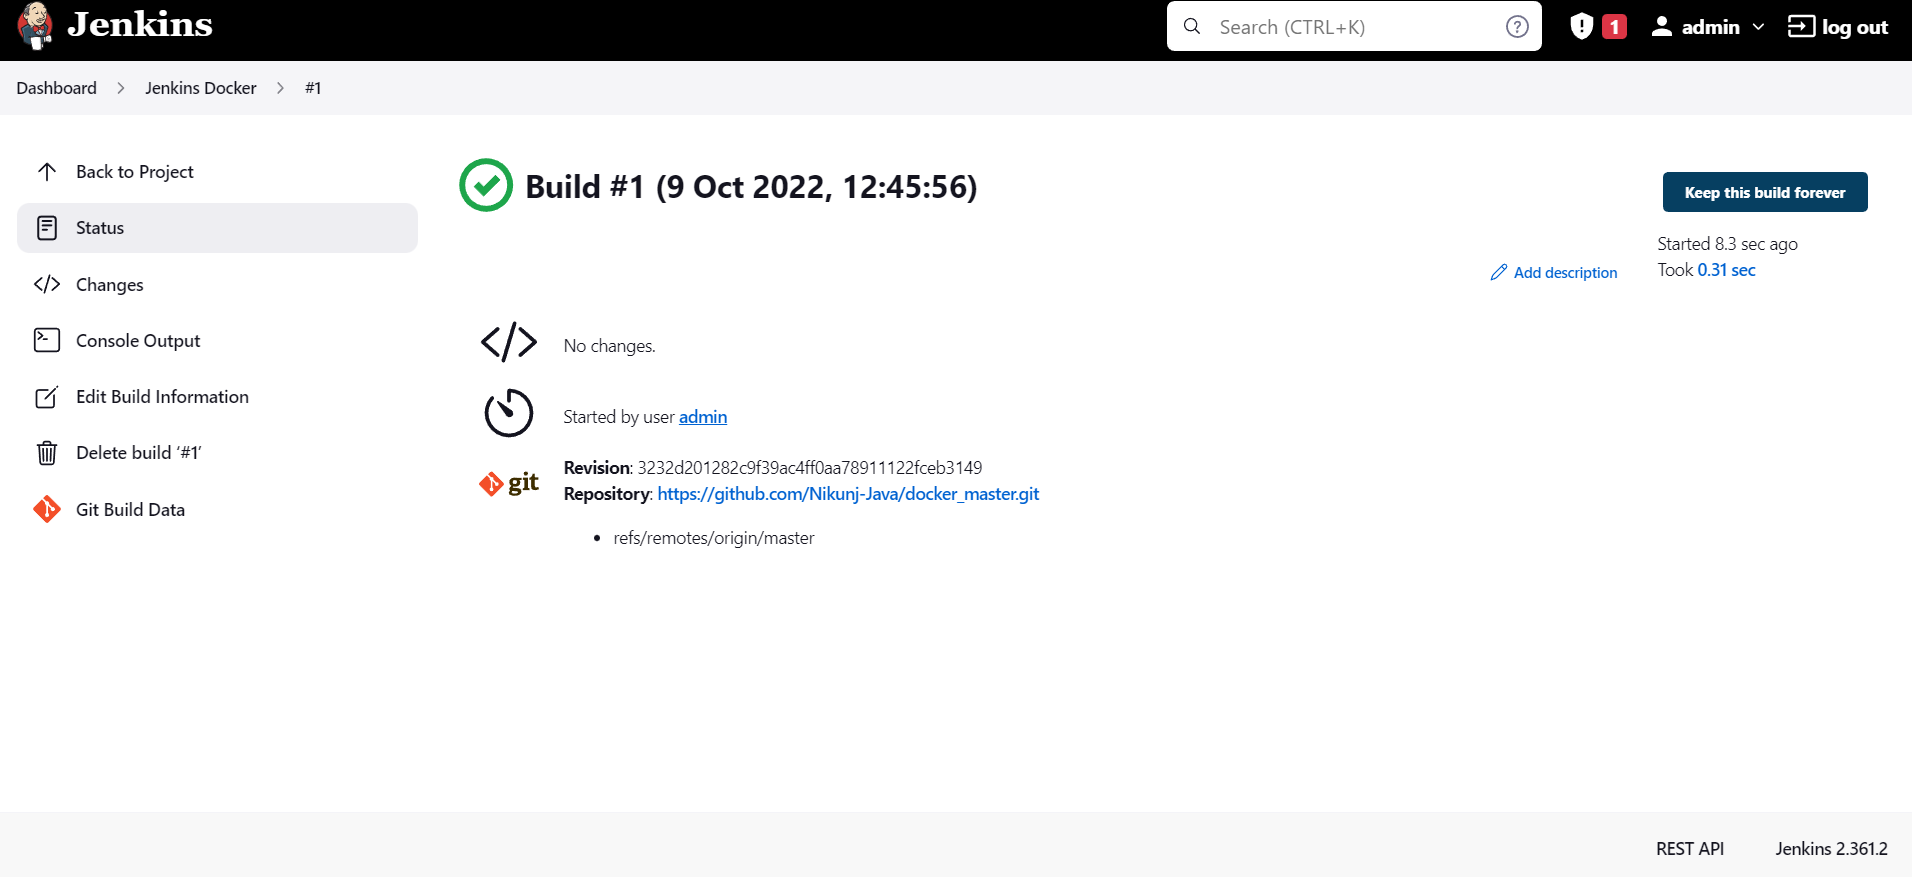 Jenkins
Search (CTRL+K)
1
admin
log out
Dashboard
Jenkins Docker
#1
Back to Project
Status
Changes
Console Output
Edit Build Information
Delete build ‘#1’
Git Build Data
Build #1 (9 Oct 2022, 12:45:56)
Keep this build forever
Started 8.3 sec ago
Took 0.31 sec
Add description
No changes.
Started by user admin
git
Revision: 3232d201282c9f39ac4ff0aa78911122fceb3149
Repository: https://github.com/Nikunj-Java/docker_master.git
• refs/remotes/origin/master
REST API
Jenkins 2.361.2